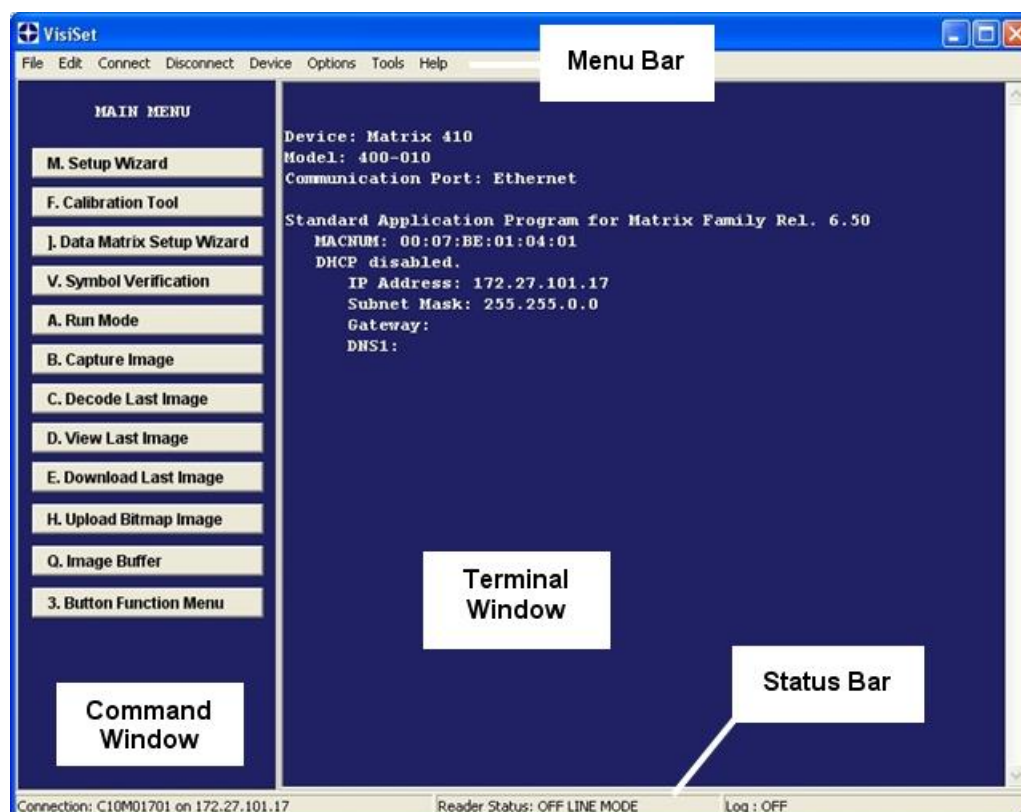 VisiSet
File Edit Connect Disconnect Device Options Tools Help
Menu Bar
MAIN MENU
M. Setup Wizard
F. Calibration Tool
]. Data Matrix Setup Wizard
V. Symbol Verification
A. Run Mode
B. Capture Image
C. Decode Last Image
D. View Last Image
E. Download Last Image
H. Upload Bitmap Image
Q. Image Buffer
3. Button Function Menu
Command
Window
Device: Matrix 410
Model: 400-010
Communication Port: Ethernet
Standard Application Program for Matrix Family Rel. 6.50
MACNUM: 00:07:BE:01:04:01
DHCP disabled.
IP Address: 172.27.101.17
Subnet Mask: 255.255.0.0
Gateway:
DNS1:
Terminal
Window
Status Bar
Connection: C10M01701 on 172.27.101.17
Reader Status: OFF LINE MODE
Log : OFF